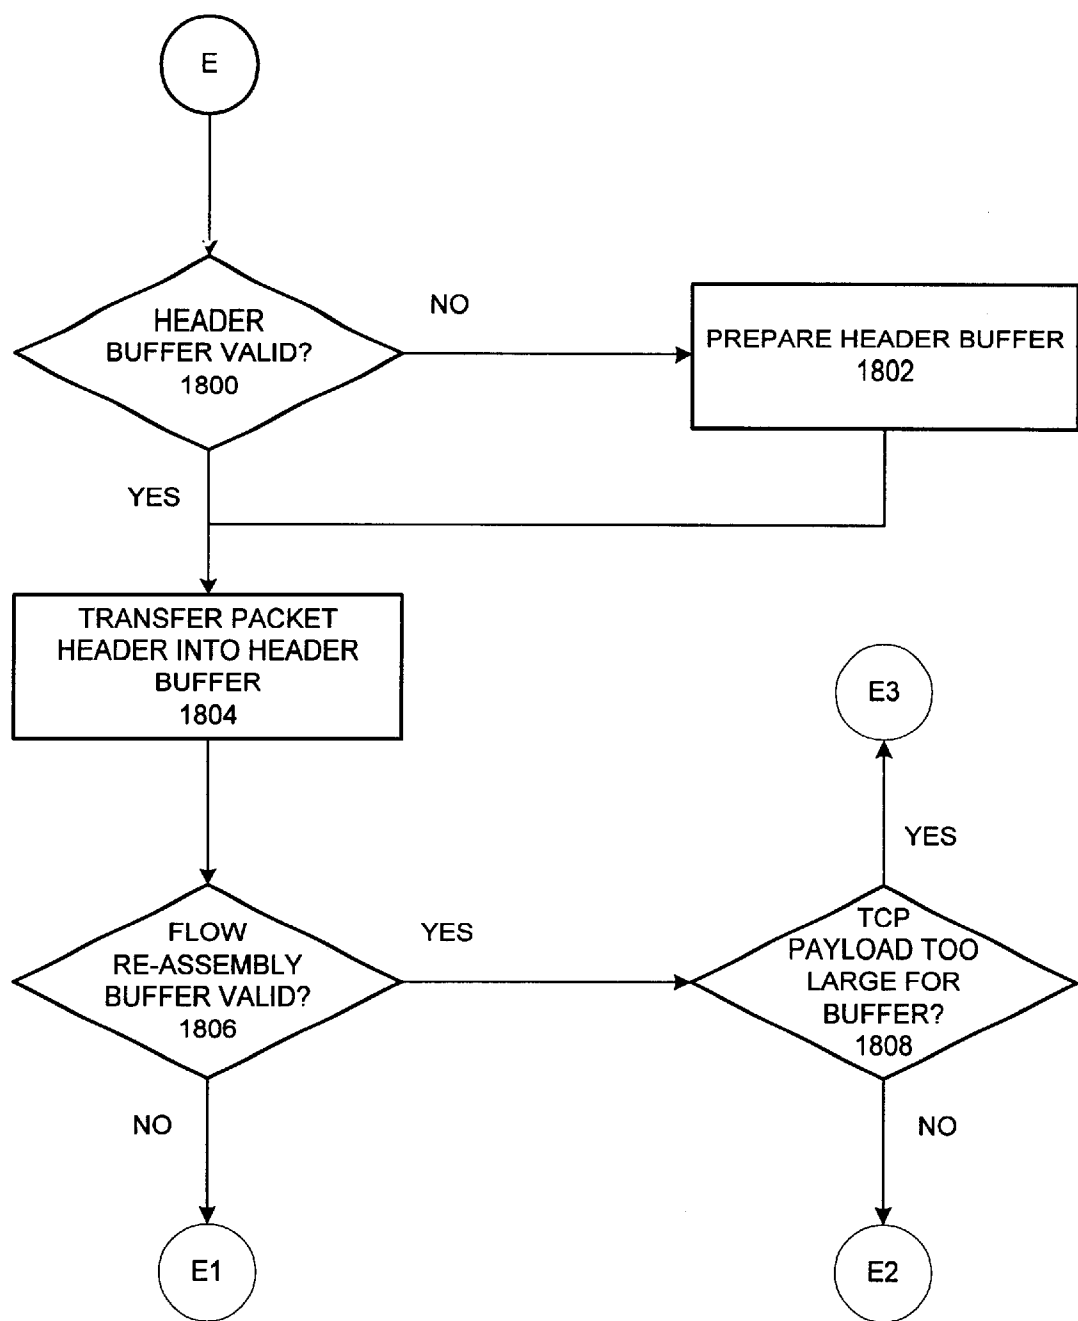 E
HEADER
BUFFER VALID?
1800
NO
PREPARE HEADER BUFFER
1802
YES
TRANSFER PACKET
HEADER INTO HEADER
BUFFER
1804
E3
YES
FLOW
RE-ASSEMBLY
BUFFER VALID?
1806
YES
TCP
PAYLOAD TOO
LARGE FOR
BUFFER?
1808
NO
NO
E1
E2